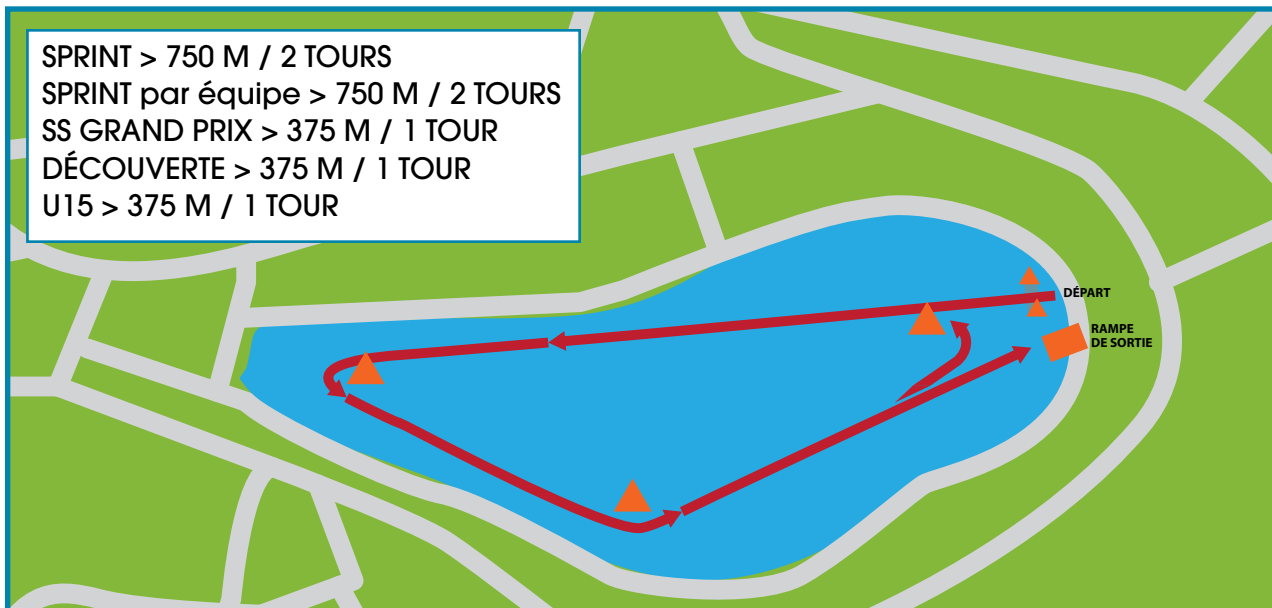 SPRINT > 750 M / 2 TOURS
SPRINT par équipe > 750 M / 2 TOURS
SS GRAND PRIX > 375 M / 1 TOUR
DÉCOUVERTE > 375 M / 1 TOUR
U15 > 375 M / 1 TOUR
DÉPART
RAMPE
DE SORTIE